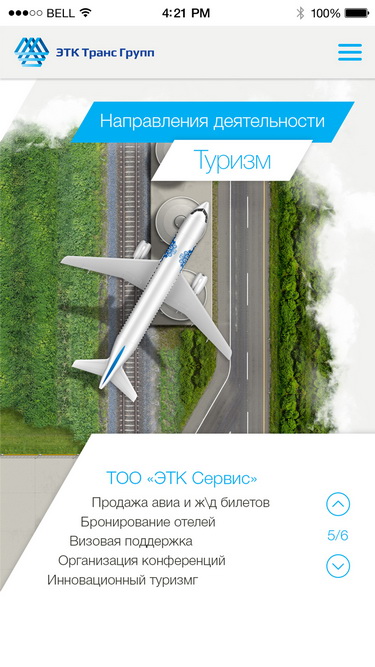 BELL 4:21 PM 100%
ЭТК Транс Групп
Направления деятельности
Туризм
ТОО «ЭТК Сервис»
Продажа авиа и ж\д билетов
Бронирование отелей
Визовая поддержка
5/6
Организация конференций
Инновационный туризмг